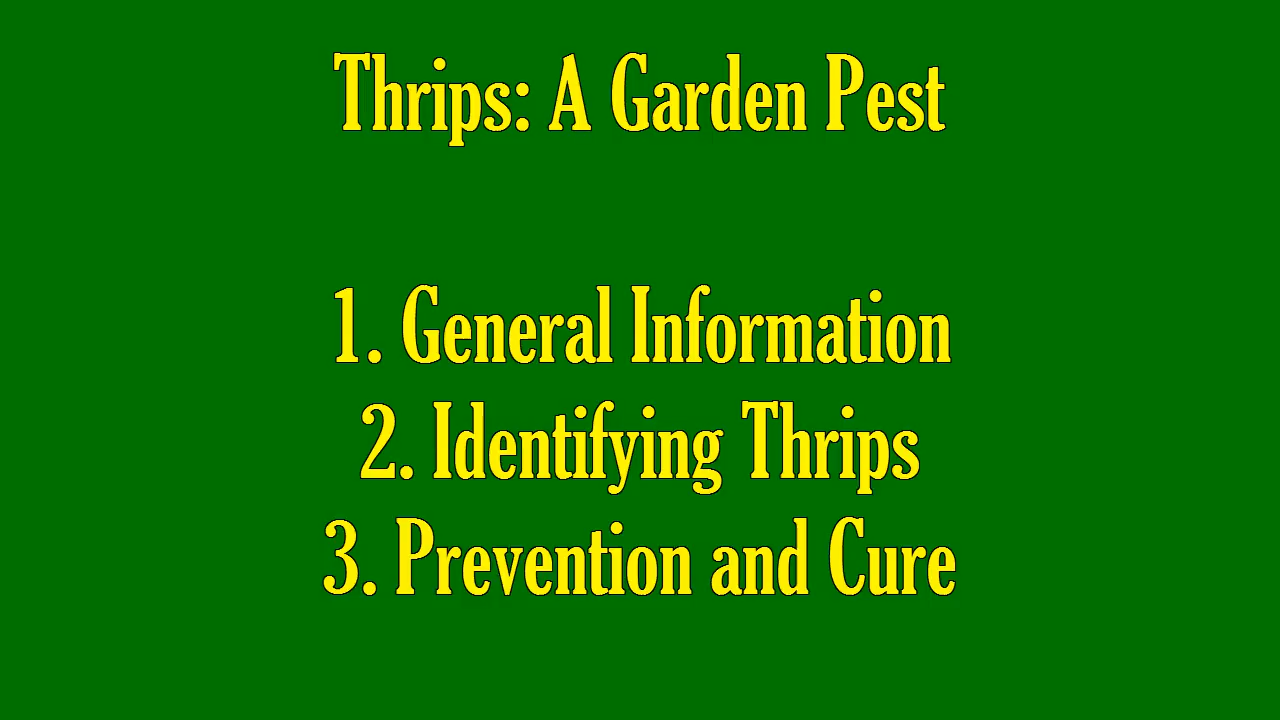 Thrips: A Garden Pest
1. General Information
2. Identifying Thrips
3. Prevention and Cure